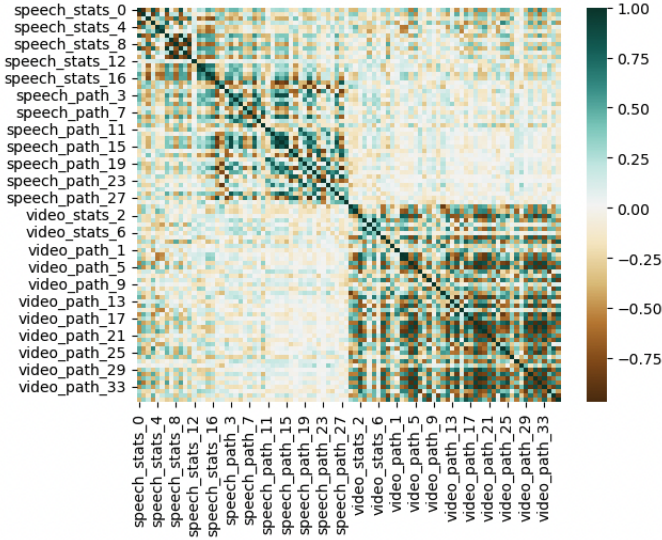 speech_stats_0
speech_stats_4
speech_stats_8
speech_stats_12
speech_stats_16
speech_path_3
speech_path_7
speech_path_11
speech_path_15
speech_path_19
speech_path_23
speech_path_27
video_stats_2
video_stats_6
video_path_1
video_path_5
video_path_9
video_path_13
video_path_17
video_path_21
video_path_25
video_path_29
video_path_33
speech_stats_0
speech_stats_4
speech_stats_8
speech_stats_12
speech_stats_16
speech_path_3
speech_path_7
speech_path_11
speech_path_15
speech_path_19
speech_path_23
speech_path_27
video_stats_2
video_stats_6
video_path_1
video_path_5
video_path_9
video_path_13
video_path_17
video_path_21
video_path_25
video_path_29
video_path_33
1.00
0.75
0.50
0.25
0.00
−0.25
−0.50
−0.75